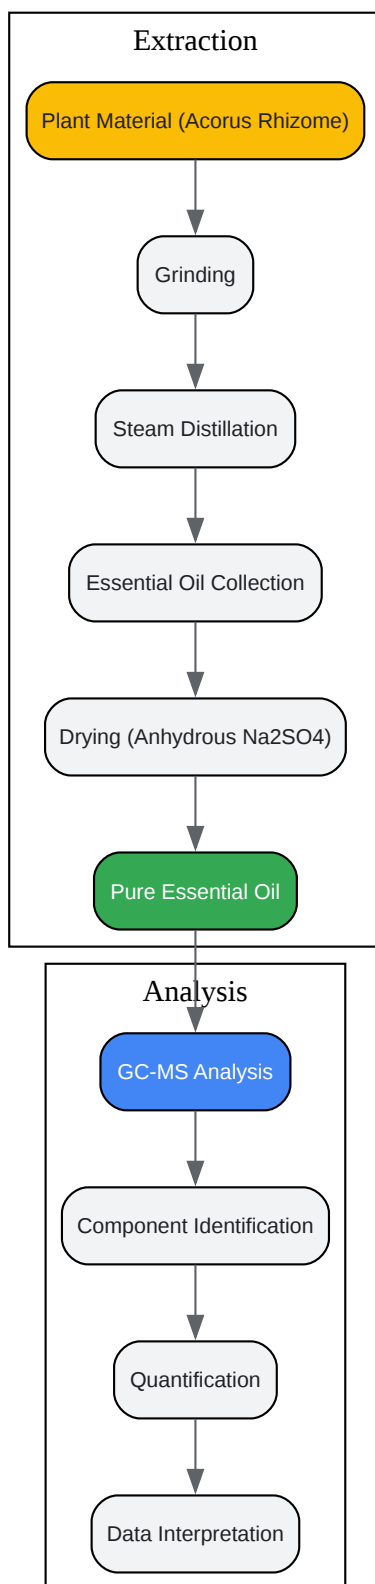 Extraction
Plant Material (Acorus Rhizome)
Grinding
Steam Distillation
Essential Oil Collection
Drying (Anhydrous Na2SO4)
Pure Essential Oil
Analysis
GC-MS Analysis
Component Identification
Quantification
Data Interpretation